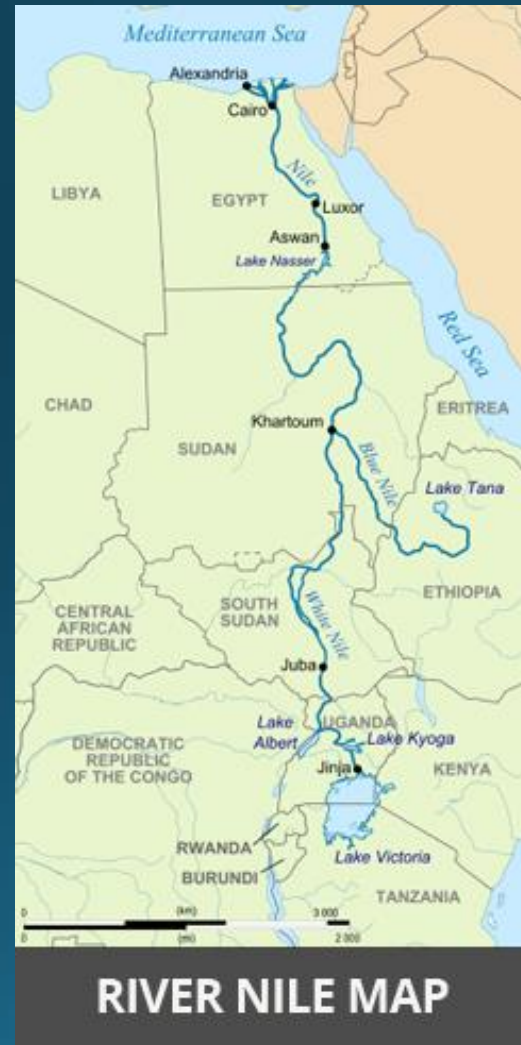 Mediterranean Sea
Alexandria
Cairo
Nile
LIBYA
EGYPT
Luxor
Aswan
Lake Nasser
Red Sea
CHAD
ERITREA
Khartoum
SUDAN
Blue Nile
Lake Tana
ETHIOPIA
CENTRAL
AFRICAN
REPUBLIC
SOUTH
SUDAN
White Nile
Juba
UGANDA
Lake
Albert
Lake Kyoga
DEMOCRATIC
REPUBLIC
OF THE CONGO
Jinja
KENYA
RWANDA
Lake Victoria
BURUNDI
TANZANIA
0 (km) 3 000
0 (mi) 2 000
RIVER NILE MAP